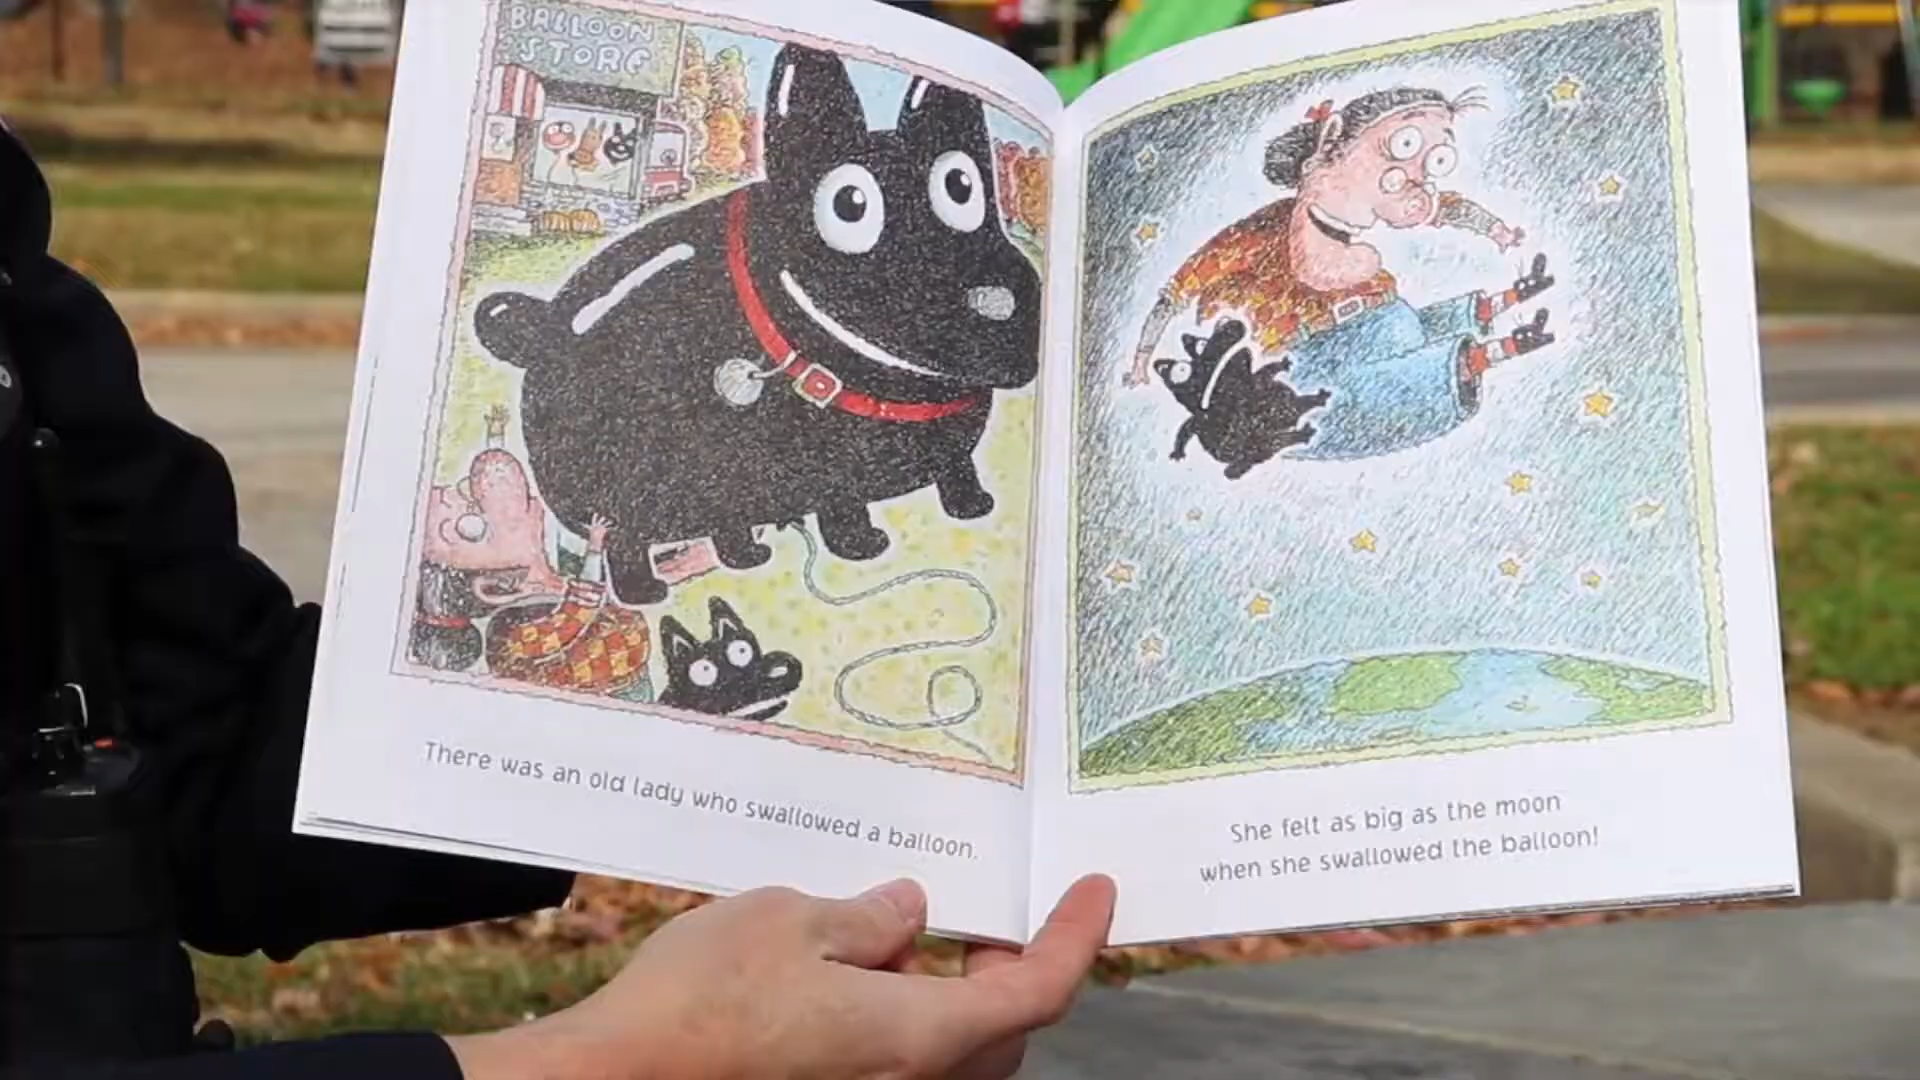 BALLOON
STORE
There was an old lady who swallowed a balloon.
She felt as big as the moon
when she swallowed the balloon!